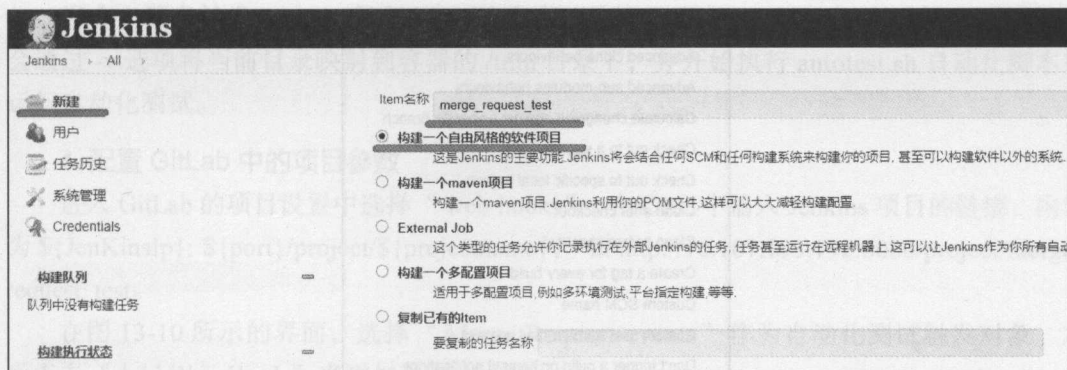 Jenkins
Jenkins › All
新建
用户
任务历史
系统管理
Credentials
构建队列
队列中没有构建任务
构建执行状态
Item名称 merge_request_test
构建一个自由风格的软件项目
这是Jenkins的主要功能.Jenkins将会结合任何SCM和任何构建系统来构建你的项目, 甚至可以构建软件以外的系统.
构建一个maven项目
构建一个maven项目.Jenkins利用你的POM文件,这样可以大大减轻构建配置.
External Job
这个类型的任务允许你记录执行在外部Jenkins的任务, 任务甚至运行在远程机器上.这可以让Jenkins作为你所有自动
构建一个多配置项目
适用于多配置项目,例如多环境测试,平台指定构建,等等.
复制已有的Item
要复制的任务名称